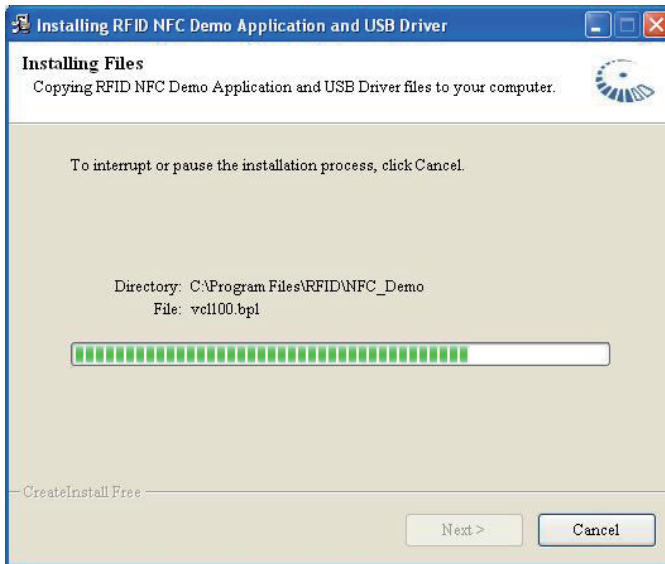 Installing RFID NFC Demo Application and USB Driver
Installing Files
Copying RFID NFC Demo Application and USB Driver files to your computer.
To interrupt or pause the installation process, click Cancel.
Directory: C:\Program Files\RFID\NFC_Demo
File: vcl100.bpl
CreateInstall Free
Next >
Cancel